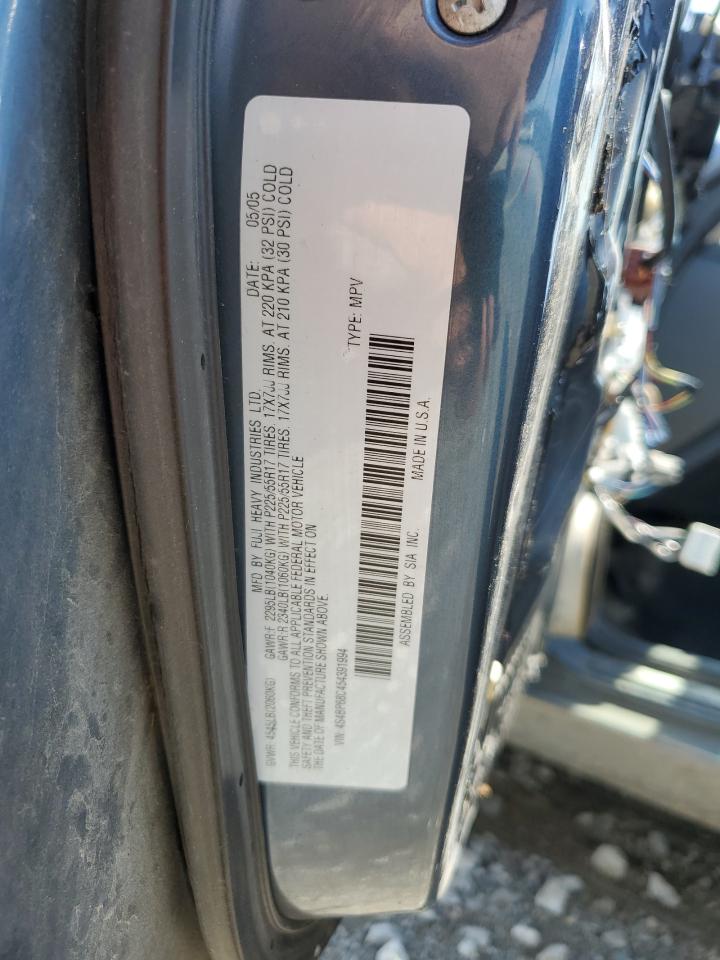 MFD BY FUJI HEAVY INDUSTRIES LTD. DATE: 05/05
GVWR: 4545LB(2060KG) GAWR:F 2295LB(1040KG) WITH P225/55R17 TIRES. 17X7JJ RIMS. AT 220 KPA (32 PSI) COLD
GAWR:R 2340LB(1060KG) WITH P225/55R17 TIRES. 17X7JJ RIMS. AT 210 KPA (30 PSI) COLD
THIS VEHICLE CONFORMS TO ALL APPLICABLE FEDERAL MOTOR VEHICLE
SAFETY AND THEFT PREVENTION STANDARDS IN EFFECT ON
THE DATE OF MANUFACTURE SHOWN ABOVE.
VIN: 4S4BP68C454391994 TYPE: MPV
ASSEMBLED BY SIA INC. MADE IN U.S.A.